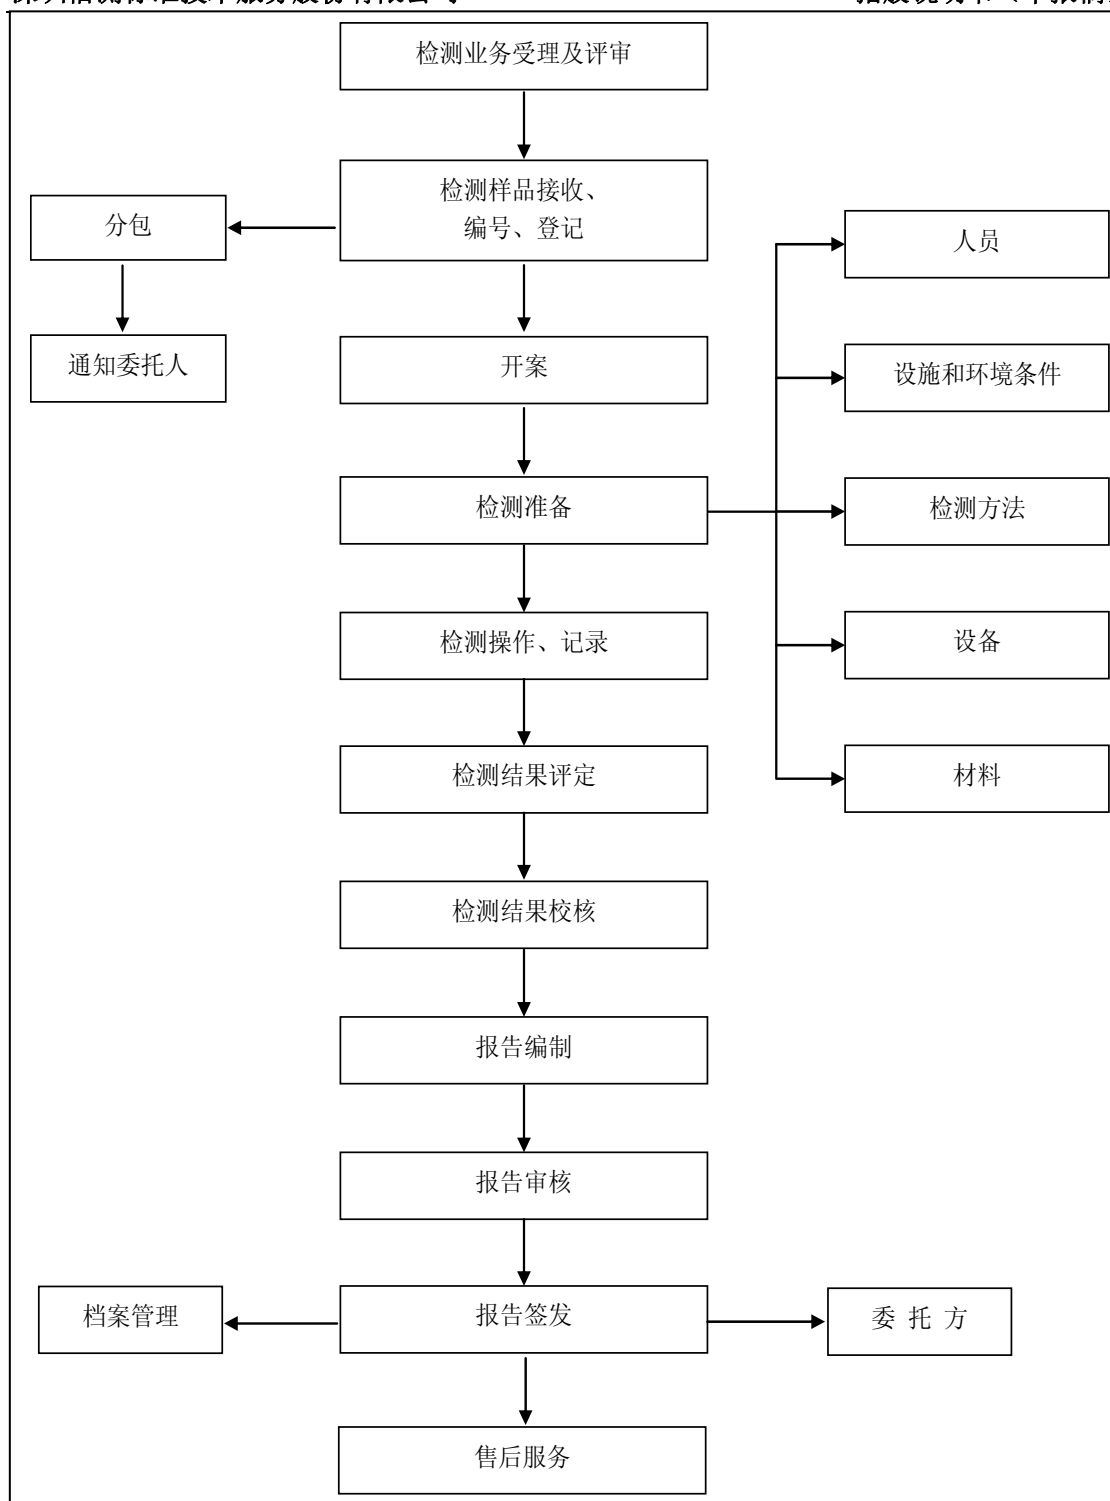 检测业务受理及评审
检测样品接收、
编号、登记
分包
人员
通知委托人
开案
设施和环境条件
检测准备
检测方法
检测操作、记录
设备
检测结果评定
材料
检测结果校核
报告编制
报告审核
档案管理
报告签发
委 托 方
售后服务